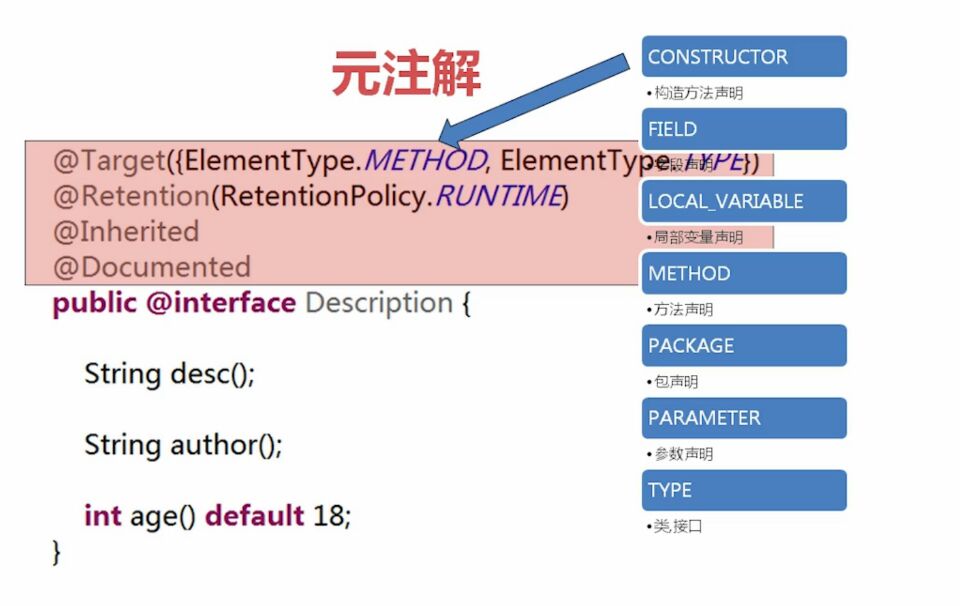 元注解
@Target({ElementType.METHOD, ElementType.TYPE})
@Retention(RetentionPolicy.RUNTIME)
@Inherited
@Documented
public @interface Description {
String desc();
String author();
int age() default 18;
}
CONSTRUCTOR
•构造方法声明
FIELD
•字段声明
LOCAL_VARIABLE
•局部变量声明
METHOD
•方法声明
PACKAGE
•包声明
PARAMETER
•参数声明
TYPE
•类,接口